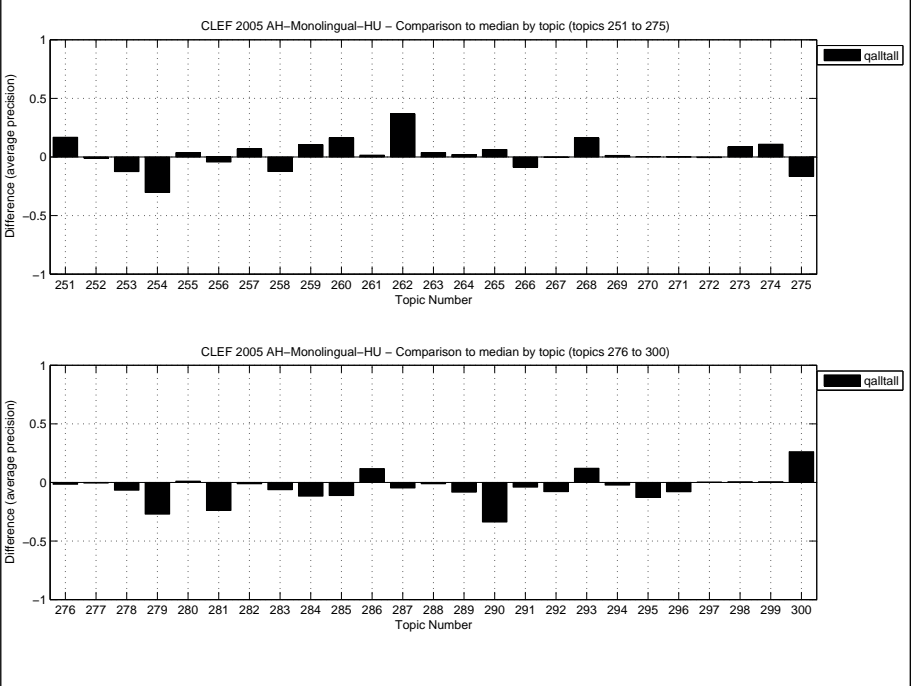 CLEF 2005 AH−Monolingual−HU − Comparison to median by topic (topics 251 to 275)
1
0.5
0
−0.5
−1
Difference (average precision)
251 252 253 254 255 256 257 258 259 260 261 262 263 264 265 266 267 268 269 270 271 272 273 274 275
Topic Number
qalltall
CLEF 2005 AH−Monolingual−HU − Comparison to median by topic (topics 276 to 300)
1
0.5
0
−0.5
−1
Difference (average precision)
276 277 278 279 280 281 282 283 284 285 286 287 288 289 290 291 292 293 294 295 296 297 298 299 300
Topic Number
qalltall